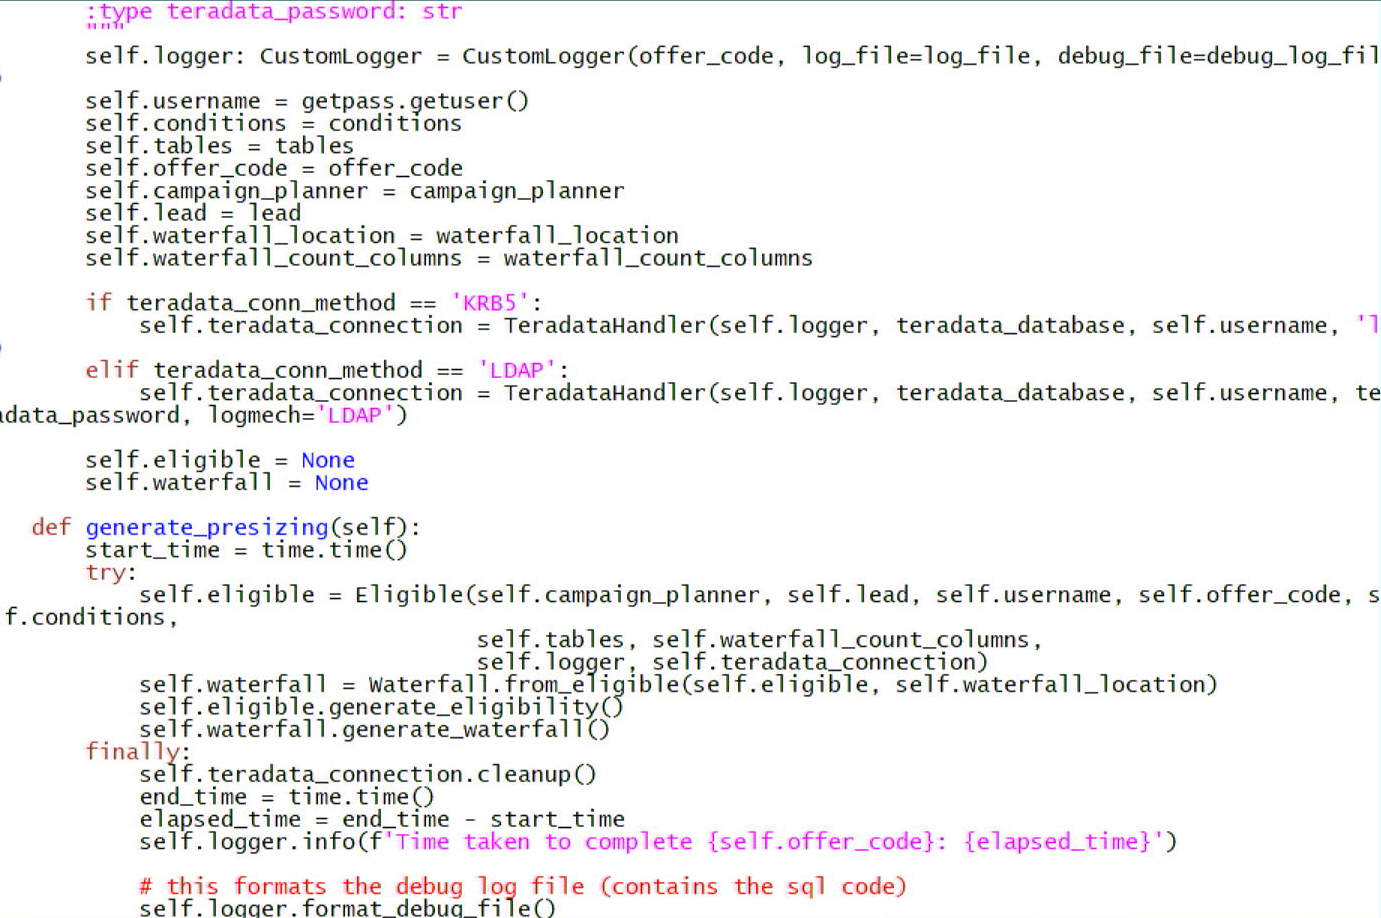 :type teradata_password: str
"""
self.logger: CustomLogger = CustomLogger(offer_code, log_file=log_file, debug_file=debug_log_fil
self.username = getpass.getuser()
self.conditions = conditions
self.tables = tables
self.offer_code = offer_code
self.campaign_planner = campaign_planner
self.lead = lead
self.waterfall_location = waterfall_location
self.waterfall_count_columns = waterfall_count_columns
if teradata_conn_method == 'KRB5':
self.teradata_connection = TeradataHandler(self.logger, teradata_database, self.username, 'l
elif teradata_conn_method == 'LDAP':
self.teradata_connection = TeradataHandler(self.logger, teradata_database, self.username, te
adata_password, logmech='LDAP')
self.eligible = None
self.waterfall = None
def generate_presizing(self):
start_time = time.time()
try:
self.eligible = Eligible(self.campaign_planner, self.lead, self.username, self.offer_code, s
f.conditions,
self.tables, self.waterfall_count_columns,
self.logger, self.teradata_connection)
self.waterfall = Waterfall.from_eligible(self.eligible, self.waterfall_location)
self.eligible.generate_eligibility()
self.waterfall.generate_waterfall()
finally:
self.teradata_connection.cleanup()
end_time = time.time()
elapsed_time = end_time - start_time
self.logger.info(f'Time taken to complete {self.offer_code}: {elapsed_time}')
# this formats the debug log file (contains the sql code)
self.logger.format_debug_file()